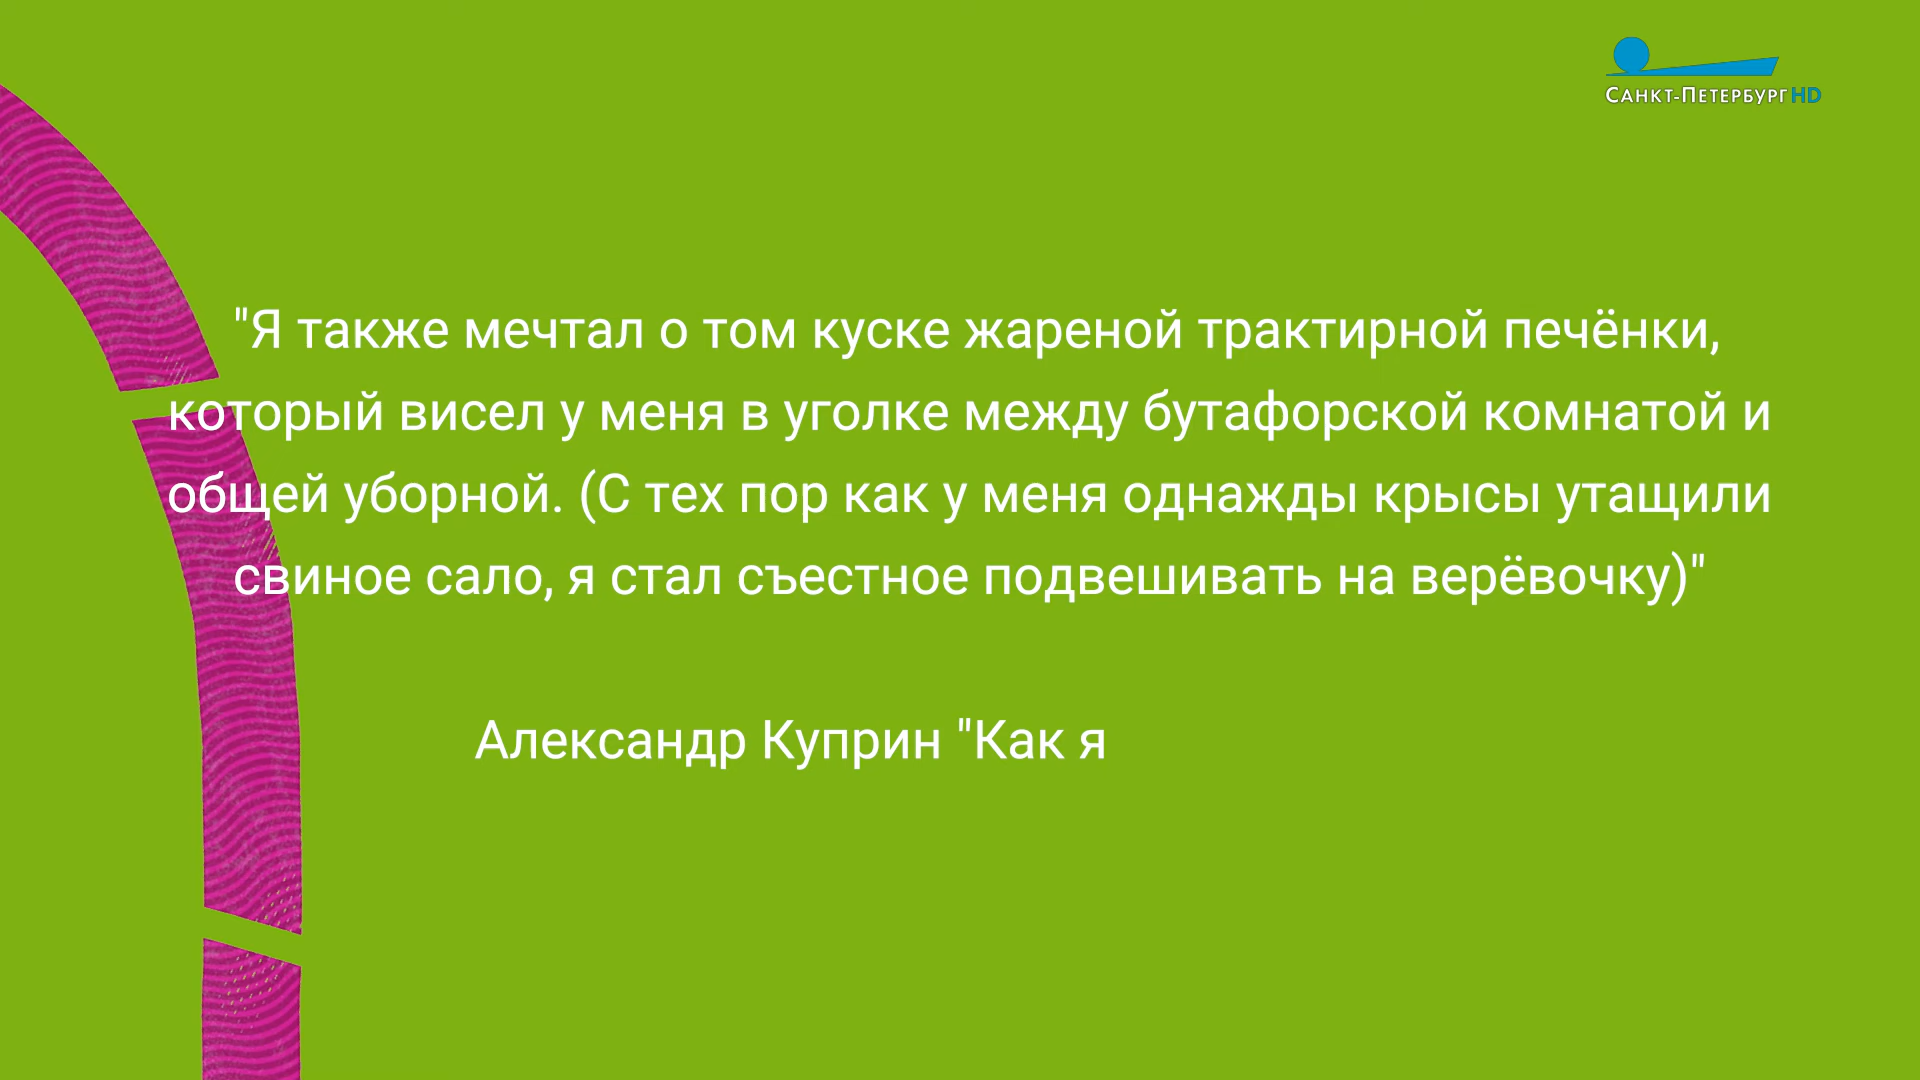 САНКТ-ПЕТЕРБУРГ HD
"Я также мечтал о том куске жареной трактирной печёнки,
который висел у меня в уголке между бутафорской комнатой и
общей уборной. (С тех пор как у меня однажды крысы утащили
свиное сало, я стал съестное подвешивать на верёвочку)"
Александр Куприн "Как я